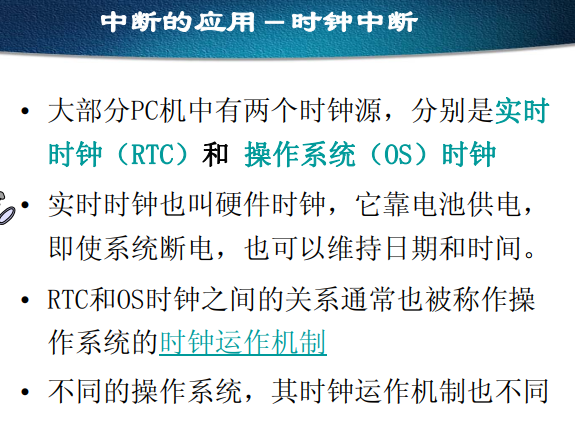 中断的应用－时钟中断
• 大部分PC机中有两个时钟源，分别是实时
时钟（RTC）和 操作系统（OS）时钟
• 实时时钟也叫硬件时钟，它靠电池供电，
即使系统断电，也可以维持日期和时间。
• RTC和OS时钟之间的关系通常也被称作操
作系统的时钟运作机制
• 不同的操作系统，其时钟运作机制也不同